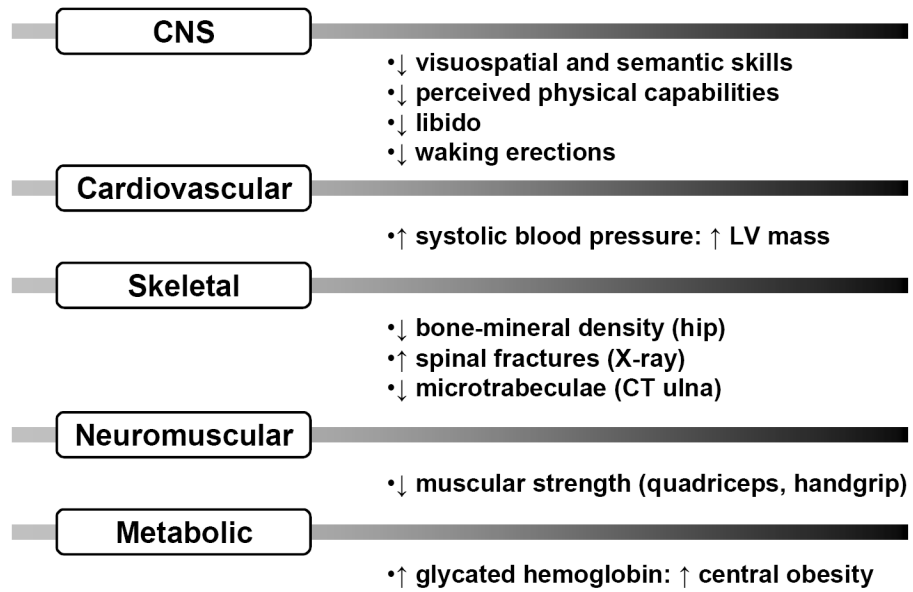 CNS
•↓ visuospatial and semantic skills
•↓ perceived physical capabilities
•↓ libido
•↓ waking erections
Cardiovascular
•↑ systolic blood pressure: ↑ LV mass
Skeletal
•↓ bone-mineral density (hip)
•↑ spinal fractures (X-ray)
•↓ microtrabeculae (CT ulna)
Neuromuscular
•↓ muscular strength (quadriceps, handgrip)
Metabolic
•↑ glycated hemoglobin: ↑ central obesity